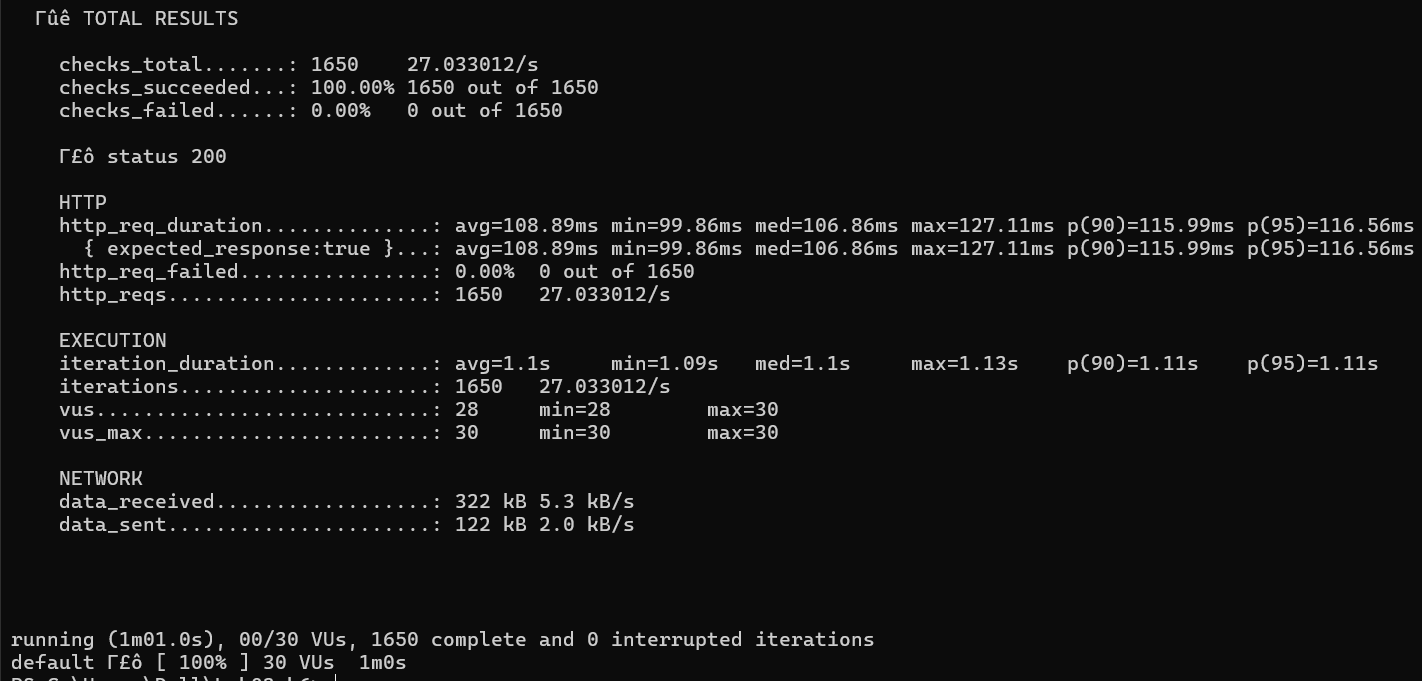 Γûê TOTAL RESULTS
checks_total.......: 1650    27.033012/s
checks_succeeded...: 100.00% 1650 out of 1650
checks_failed......: 0.00%   0 out of 1650
Γ£ô status 200
HTTP
http_req_duration..............: avg=108.89ms min=99.86ms med=106.86ms max=127.11ms p(90)=115.99ms p(95)=116.56ms
{ expected_response:true }...: avg=108.89ms min=99.86ms med=106.86ms max=127.11ms p(90)=115.99ms p(95)=116.56ms
http_req_failed................: 0.00%  0 out of 1650
http_reqs......................: 1650   27.033012/s
EXECUTION
iteration_duration.............: avg=1.1s     min=1.09s   med=1.1s     max=1.13s    p(90)=1.11s    p(95)=1.11s
iterations.....................: 1650   27.033012/s
vus............................: 28     min=28        max=30
vus_max........................: 30     min=30        max=30
NETWORK
data_received..................: 322 kB 5.3 kB/s
data_sent......................: 122 kB 2.0 kB/s
running (1m01.0s), 00/30 VUs, 1650 complete and 0 interrupted iterations
default Γ£ô [ 100% ] 30 VUs  1m0s